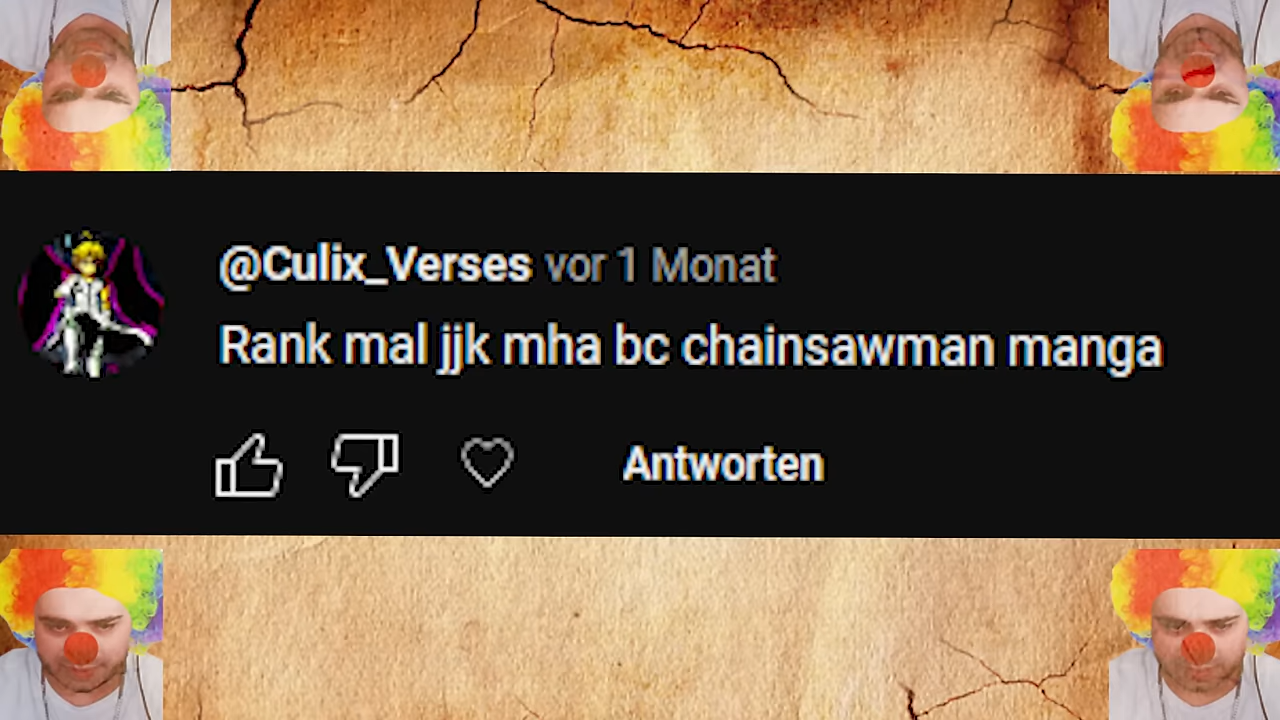 @Culix_Verses vor 1 Monat
Rank mal jjk mha bc chainsawman manga
Antworten